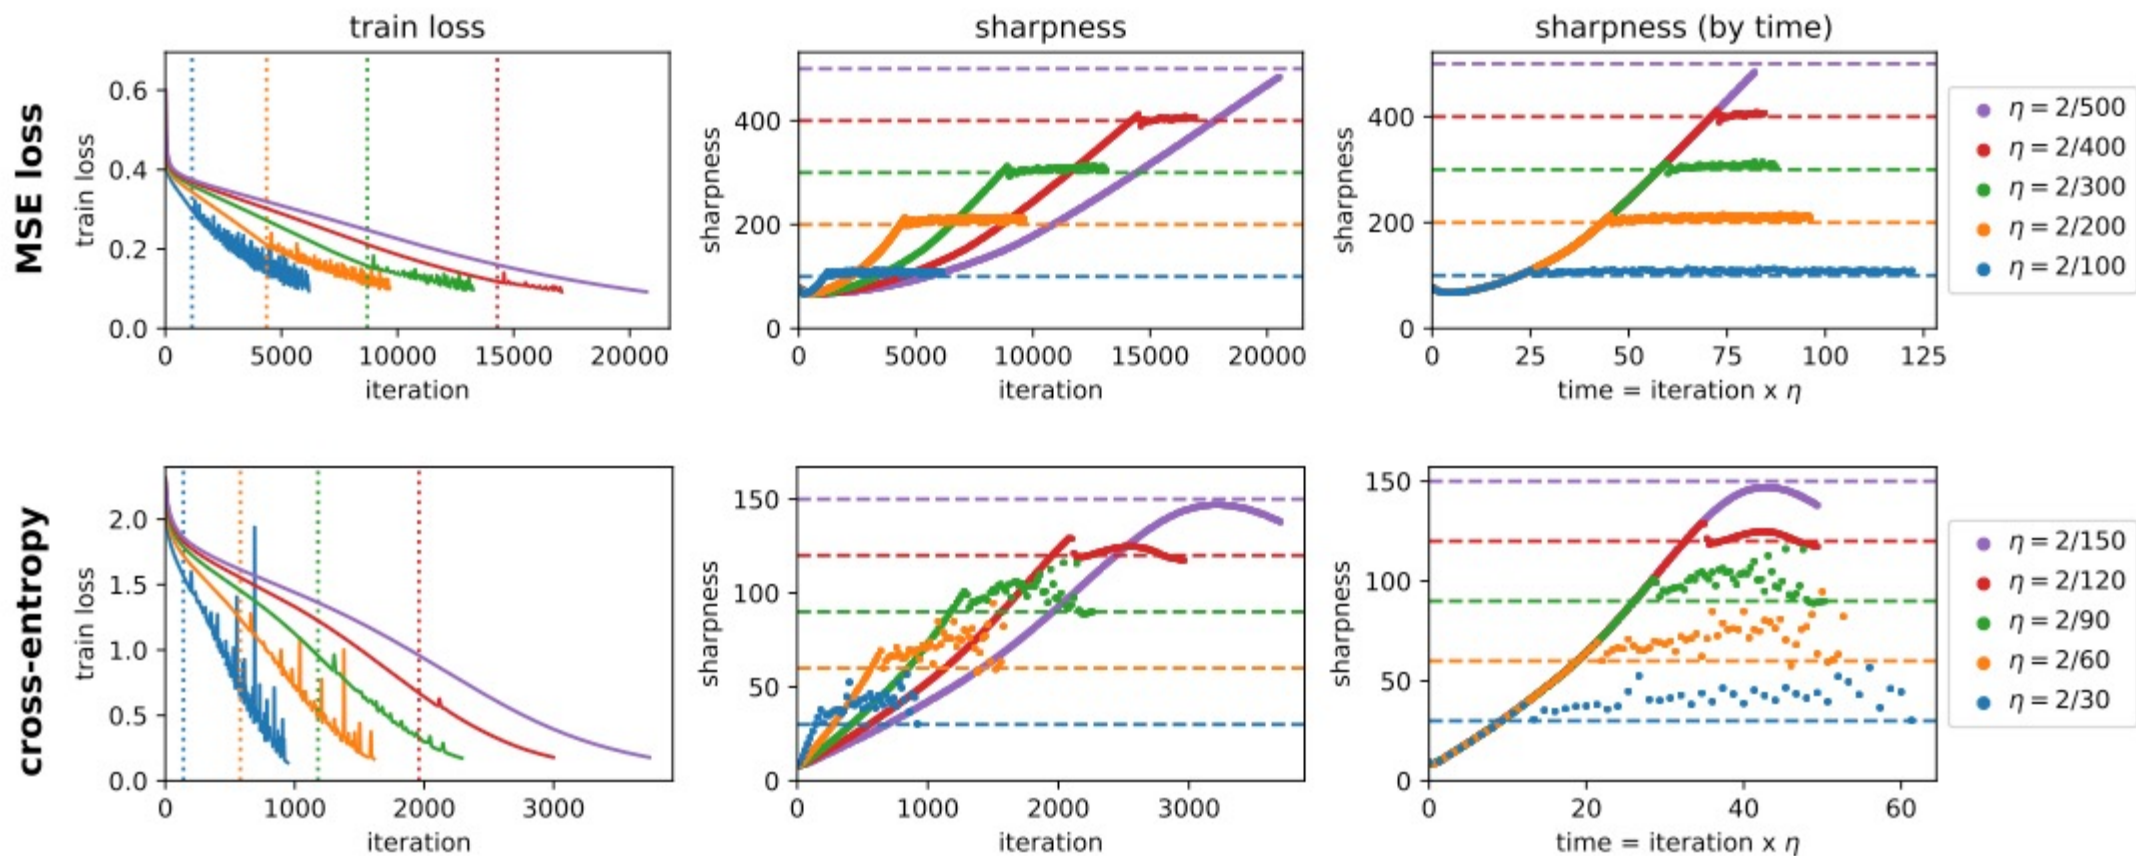 train loss
sharpness
sharpness (by time)
MSE loss
train loss
0.6
0.4
0.2
0.0
0 5000 10000 15000 20000
iteration
sharpness
400
200
0
0 5000 10000 15000 20000
iteration
sharpness
400
200
0
0 25 50 75 100 125
time = iteration x η
η = 2/500
η = 2/400
η = 2/300
η = 2/200
η = 2/100
cross-entropy
train loss
2.0
1.5
1.0
0.5
0.0
0 1000 2000 3000
iteration
sharpness
150
100
50
0
0 1000 2000 3000
iteration
sharpness
150
100
50
0
0 20 40 60
time = iteration x η
η = 2/150
η = 2/120
η = 2/90
η = 2/60
η = 2/30